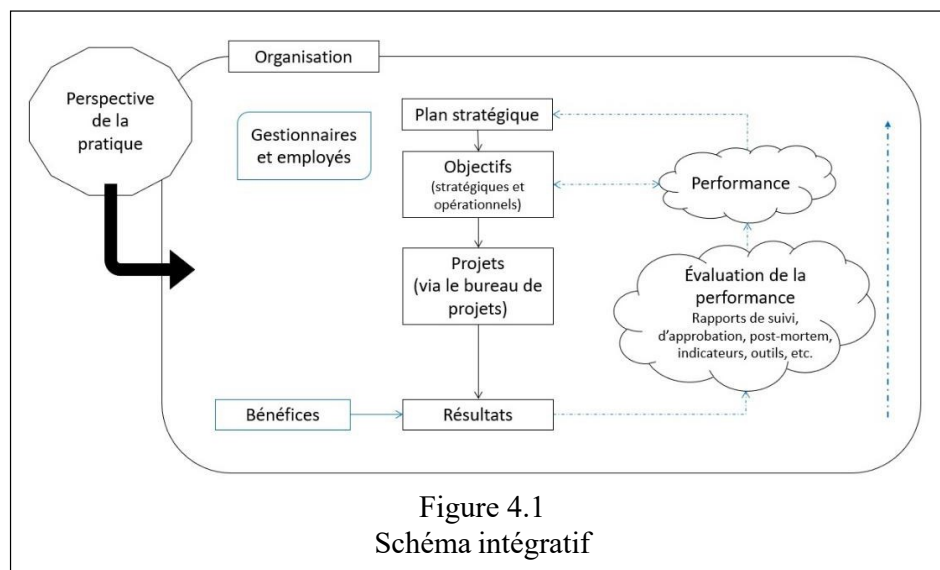 Organisation
Perspective
de la
pratique
Gestionnaires
et employés
Plan stratégique
Objectifs
(stratégiques et
opérationnels)
Performance
Projets
(via le bureau de
projets)
Évaluation de la
performance
Rapports de suivi,
d'approbation, post-mortem,
indicateurs, outils, etc.
Bénéfices
Résultats
Figure 4.1
Schéma intégratif